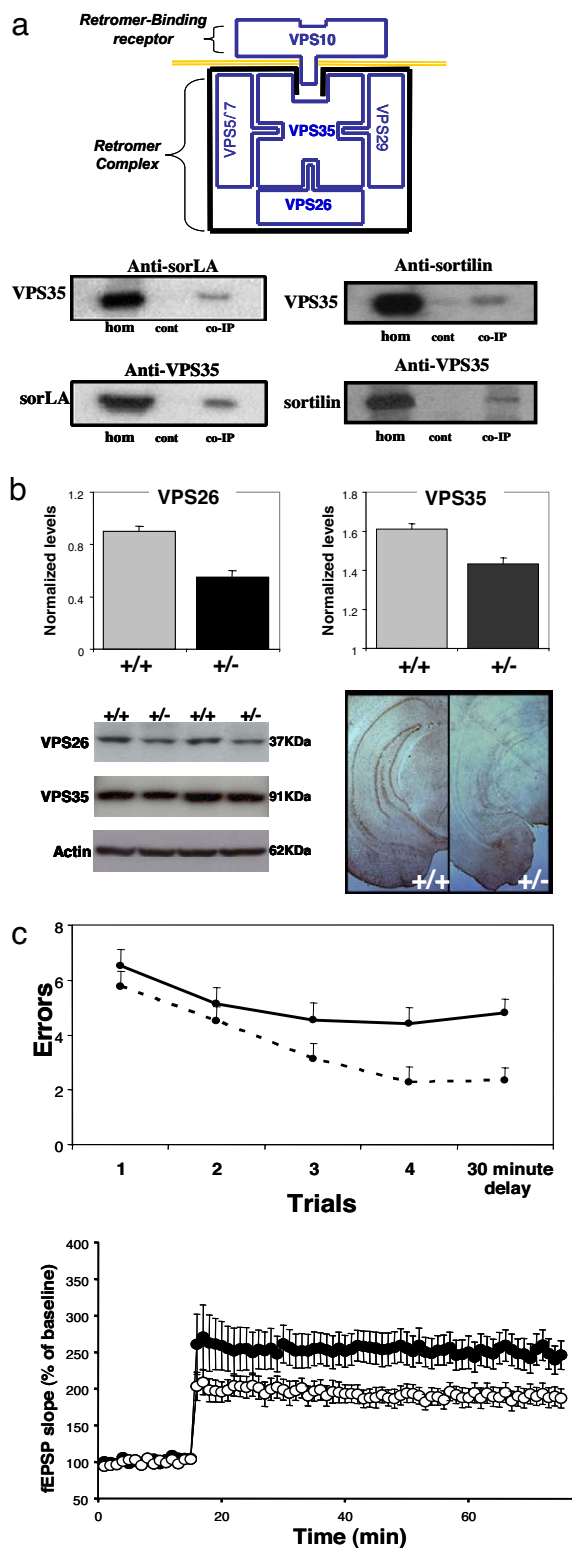 a
Retromer-Binding
receptor
VPS10
Retromer
Complex
VPS5/'7
VPS35
VPS29
VPS26
Anti-sorLA
VPS35
hom cont co-IP
Anti-sortilin
VPS35
hom cont co-IP
Anti-VPS35
sorLA
hom cont co-IP
Anti-VPS35
sortilin
hom cont co-IP
b
VPS26
Normalized levels
1.2
0.8
0.4
0
+/+ +/-
VPS35
Normalized levels
1.8
1.6
1.4
1.2
1
+/+ +/-
+/+ +/- +/+ +/-
VPS26 37KDa
VPS35 91KDa
Actin 62KDa
+/+ +/-
c
Errors
8
6
4
2
0
1 2 3 4 30 minute
delay
Trials
fEPSP slope (% of baseline)
400
350
300
250
200
150
100
50
0 20 40 60
Time (min)